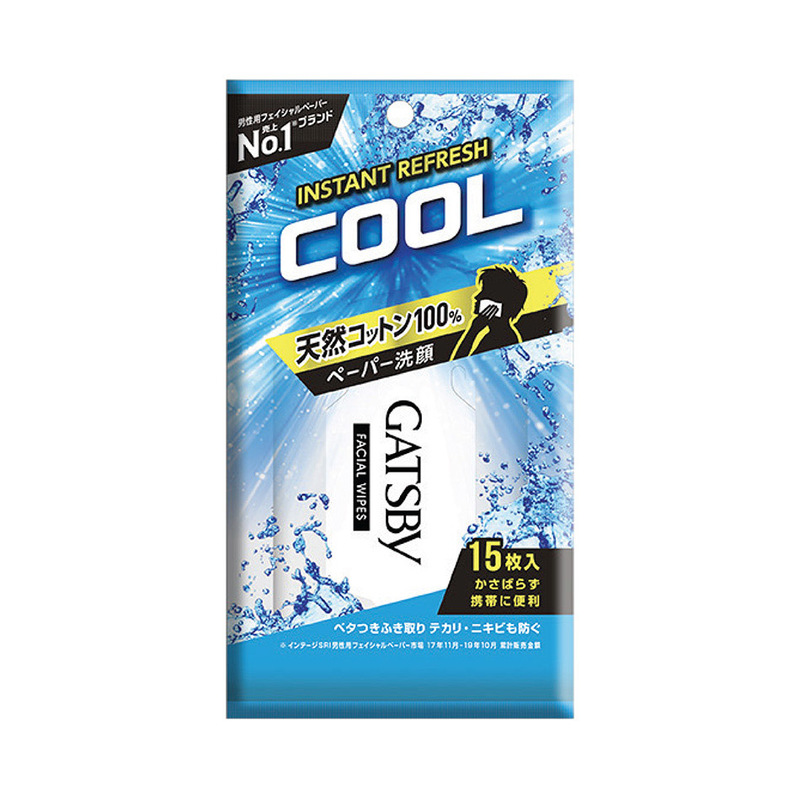 男性用フェイシャルペーパー
売上
No.1※ブランド
INSTANT REFRESH
COOL
天然コットン100%
ペーパー洗顔
GATSBY
FACIAL WIPES
15枚入
かさばらず
携帯に便利
ベタつきふき取り テカリ・ニキビも防ぐ
※インテージSRI男性用フェイシャルペーパー市場 17年11月-19年10月 累計販売金額